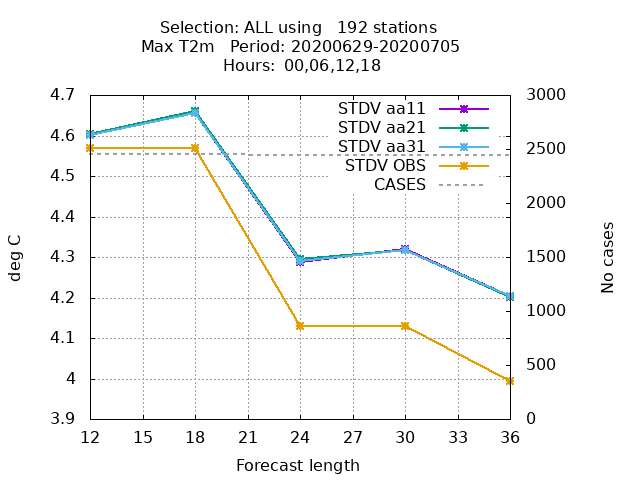 Selection: ALL using   192 stations
Max T2m   Period: 20200629-20200705
Hours:  00,06,12,18
STDV aa11
STDV aa21
STDV aa31
STDV OBS
CASES
4.7
4.6
4.5
4.4
4.3
4.2
4.1
4
3.9
3000
2500
2000
1500
1000
500
0
deg C
No cases
12 15 18 21 24 27 30 33 36
Forecast length